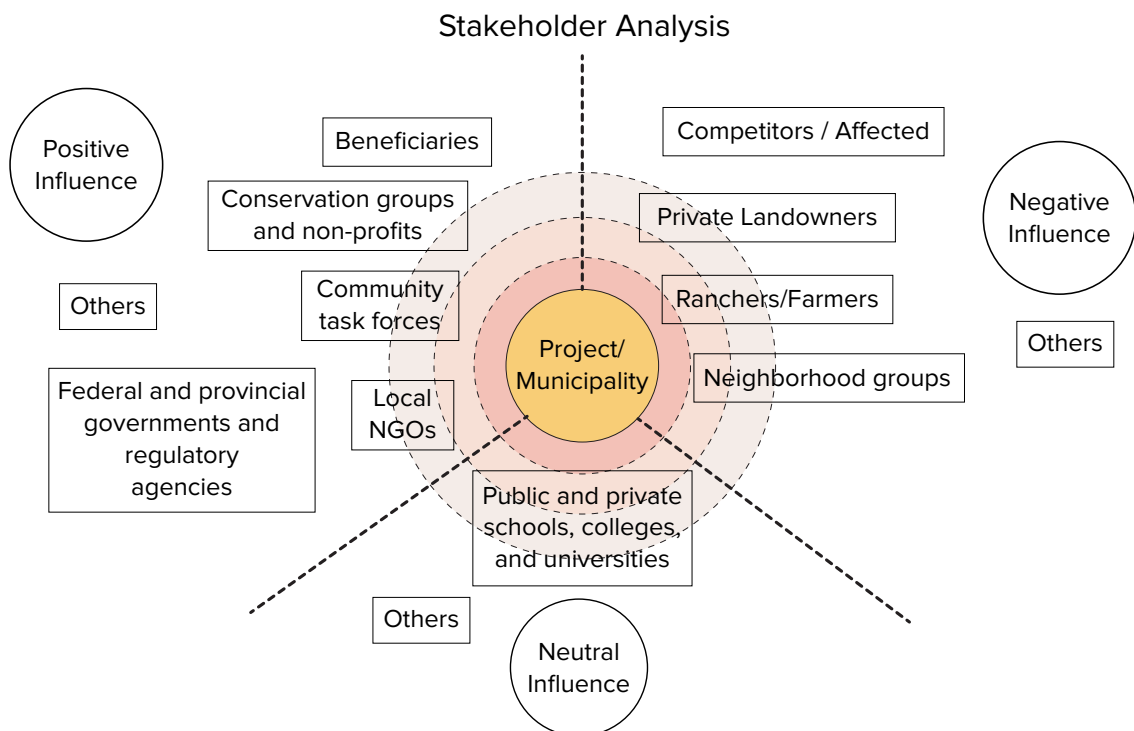 Stakeholder Analysis
Positive
Influence
Beneficiaries
Conservation groups
and non-profits
Community
task forces
Others
Federal and provincial
governments and
regulatory
agencies
Local
NGOs
Project/
Municipality
Competitors / Affected
Private Landowners
Ranchers/Farmers
Neighborhood groups
Negative
Influence
Others
Public and private
schools, colleges,
and universities
Others
Neutral
Influence